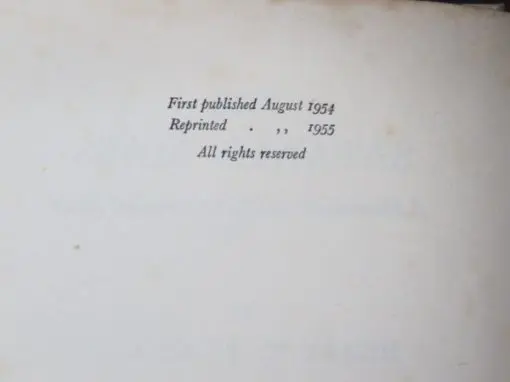 First published August 1954
Reprinted . ,, 1955
All rights reserved